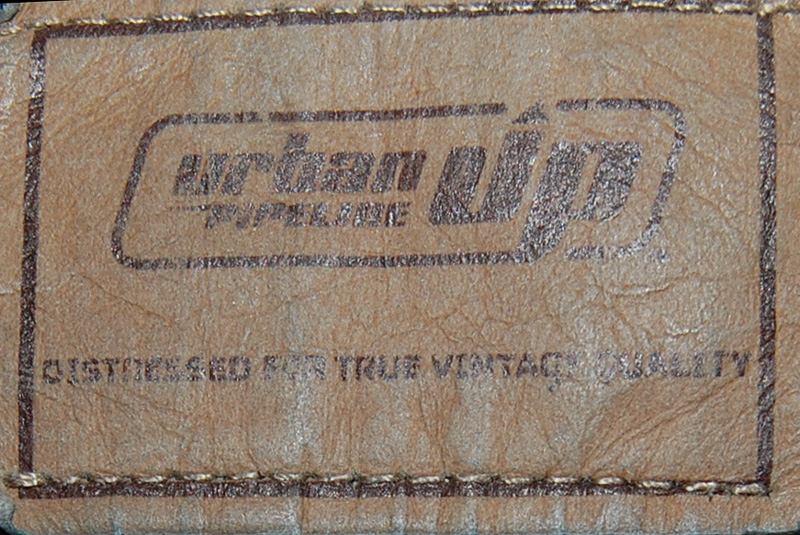 urban up
PIPELINE
DISTRESSED FOR TRUE VINTAGE QUALITY